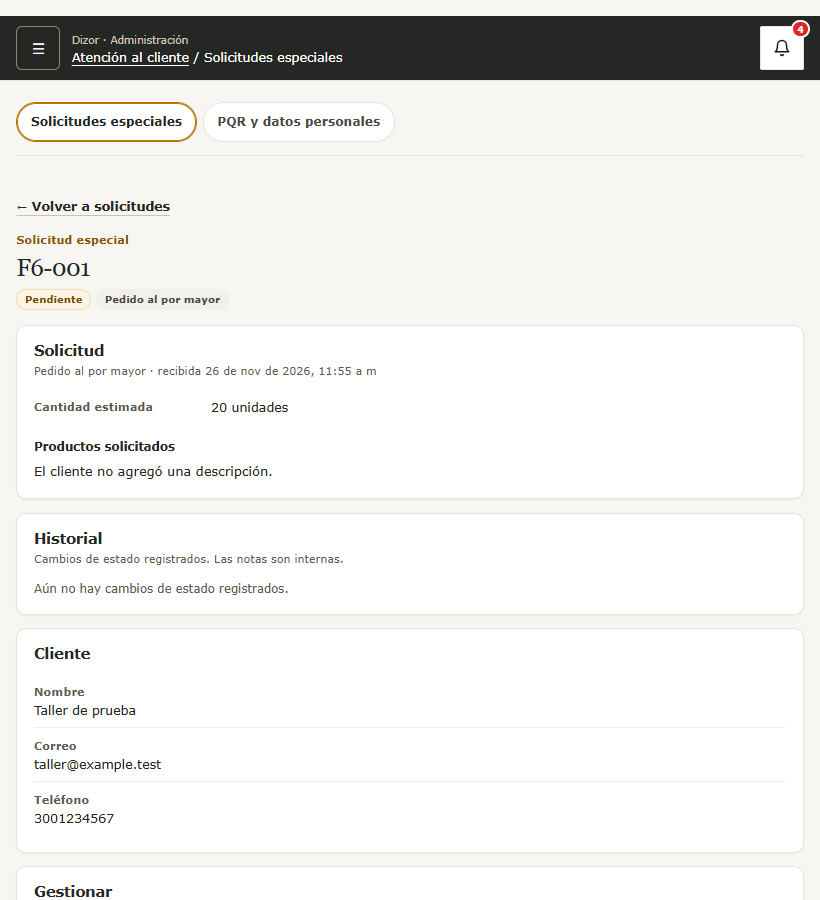 Dizor · Administración
Atención al cliente / Solicitudes especiales
4
Solicitudes especiales
PQR y datos personales
← Volver a solicitudes
Solicitud especial
F6-001
Pendiente
Pedido al por mayor
Solicitud
Pedido al por mayor · recibida 26 de nov de 2026, 11:55 a m
Cantidad estimada 20 unidades
Productos solicitados
El cliente no agregó una descripción.
Historial
Cambios de estado registrados. Las notas son internas.
Aún no hay cambios de estado registrados.
Cliente
Nombre
Taller de prueba
Correo
taller@example.test
Teléfono
3001234567
Gestionar